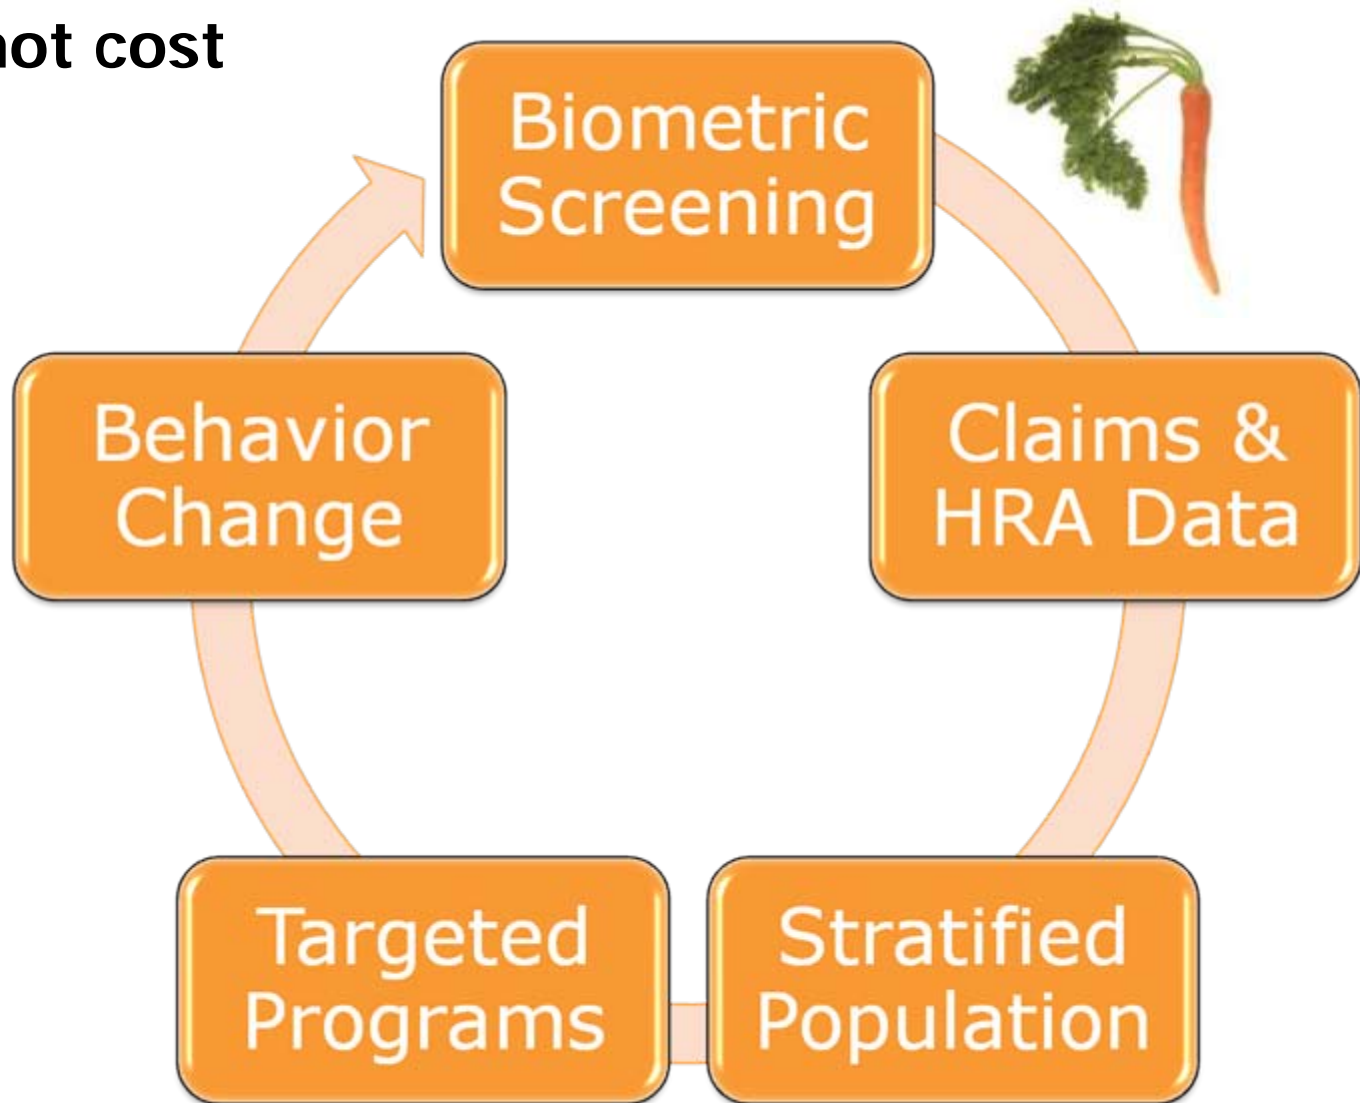 not cost
Biometric
Screening
Claims &
HRA Data
Stratified
Population
Targeted
Programs
Behavior
Change